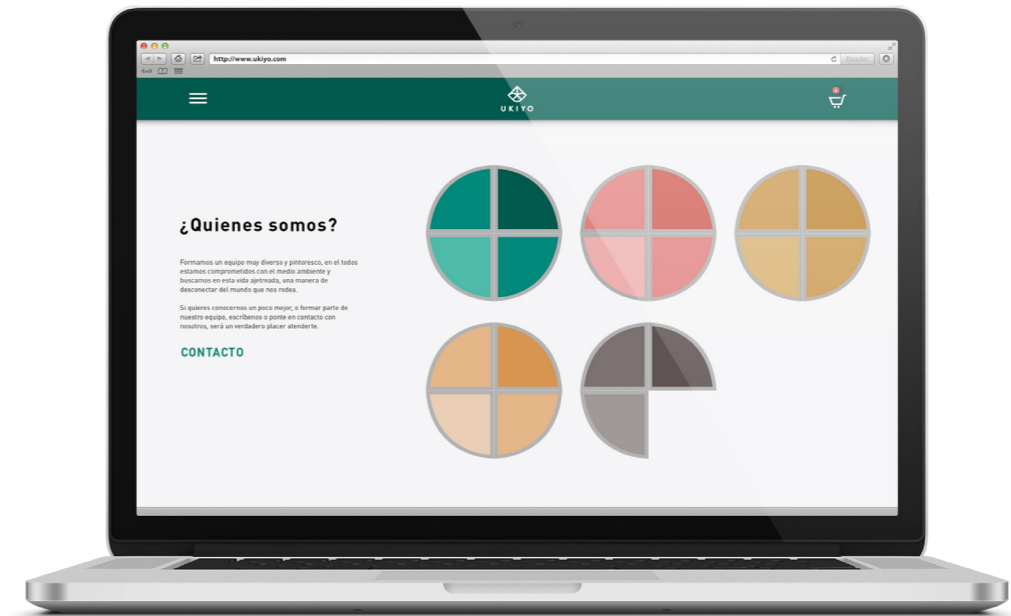 http://www.ukiyo.com
Reader
UKIYO
¿Quienes somos?
Formamos un equipo muy diverso y pintoresco, en el todos
estamos comprometidos con el medio ambiente y
buscamos en esta vida ajetreada, una manera de
desconectar del mundo que nos rodea.
Si quieres conocernos un poco mejor, o formar parte de
nuestro equipo, escríbenos o ponte en contacto con
nosotros, será un verdadero placer atenderte.
CONTACTO